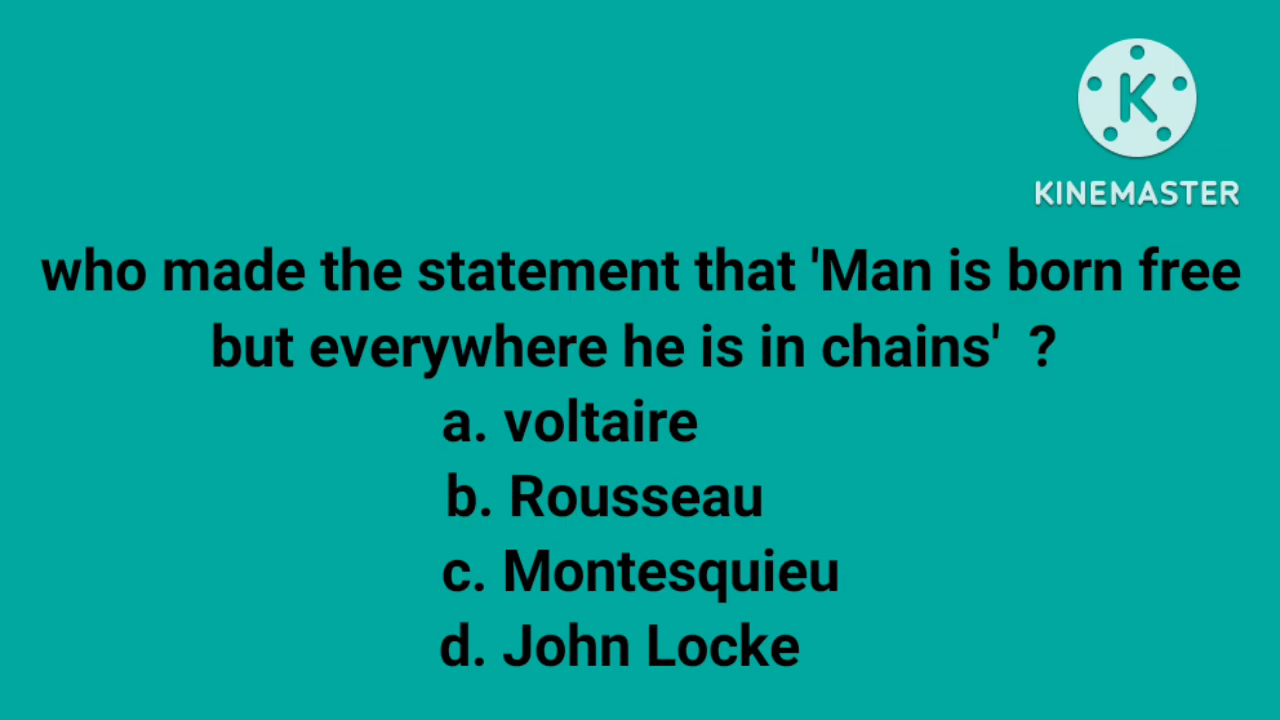 K
KINEMASTER
who made the statement that 'Man is born free
but everywhere he is in chains'  ?
a. voltaire
b. Rousseau
c. Montesquieu
d. John Locke